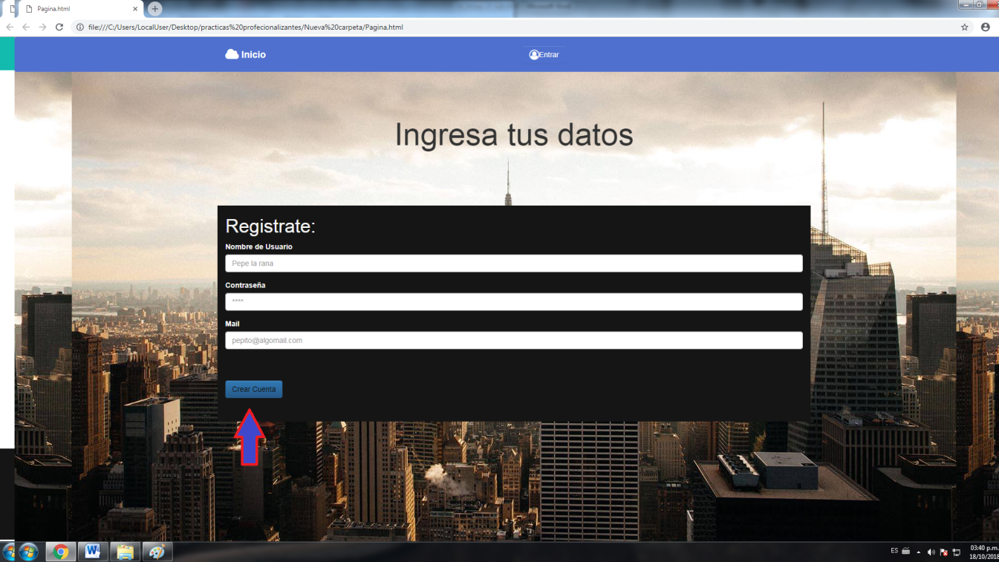 Pagina.html
file:///C:/Users/LocalUser/Desktop/practicas%20profecionalizantes/Nueva%20carpeta/Pagina.html
Inicio
Entrar
Ingresa tus datos
Registrate:
Nombre de Usuario
Pepe la rana
Contraseña
****
Mail
pepito@algomail.com
Crear Cuenta
ES
03:40 p.m.
18/10/2018